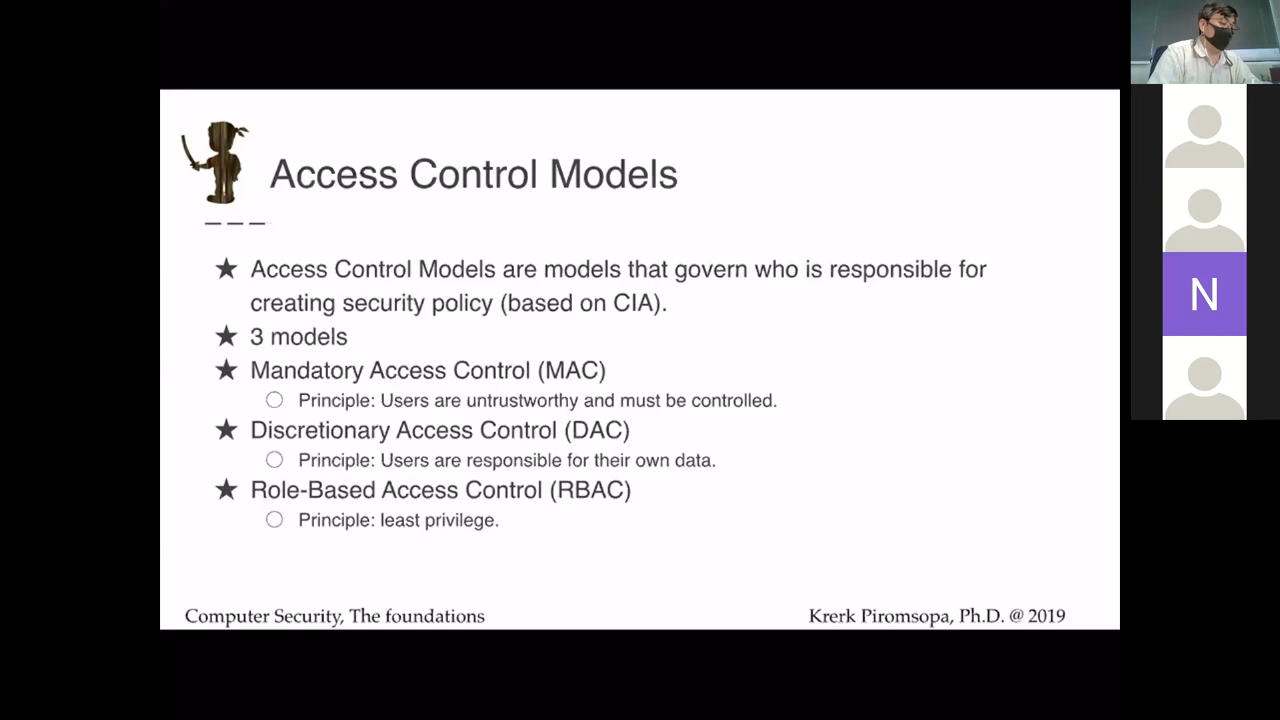 Access Control Models
★ Access Control Models are models that govern who is responsible for
creating security policy (based on CIA).
★ 3 models
★ Mandatory Access Control (MAC)
○ Principle: Users are untrustworthy and must be controlled.
★ Discretionary Access Control (DAC)
○ Principle: Users are responsible for their own data.
★ Role-Based Access Control (RBAC)
○ Principle: least privilege.
Computer Security, The foundations
Krerk Piromsopa, Ph.D. @ 2019
N